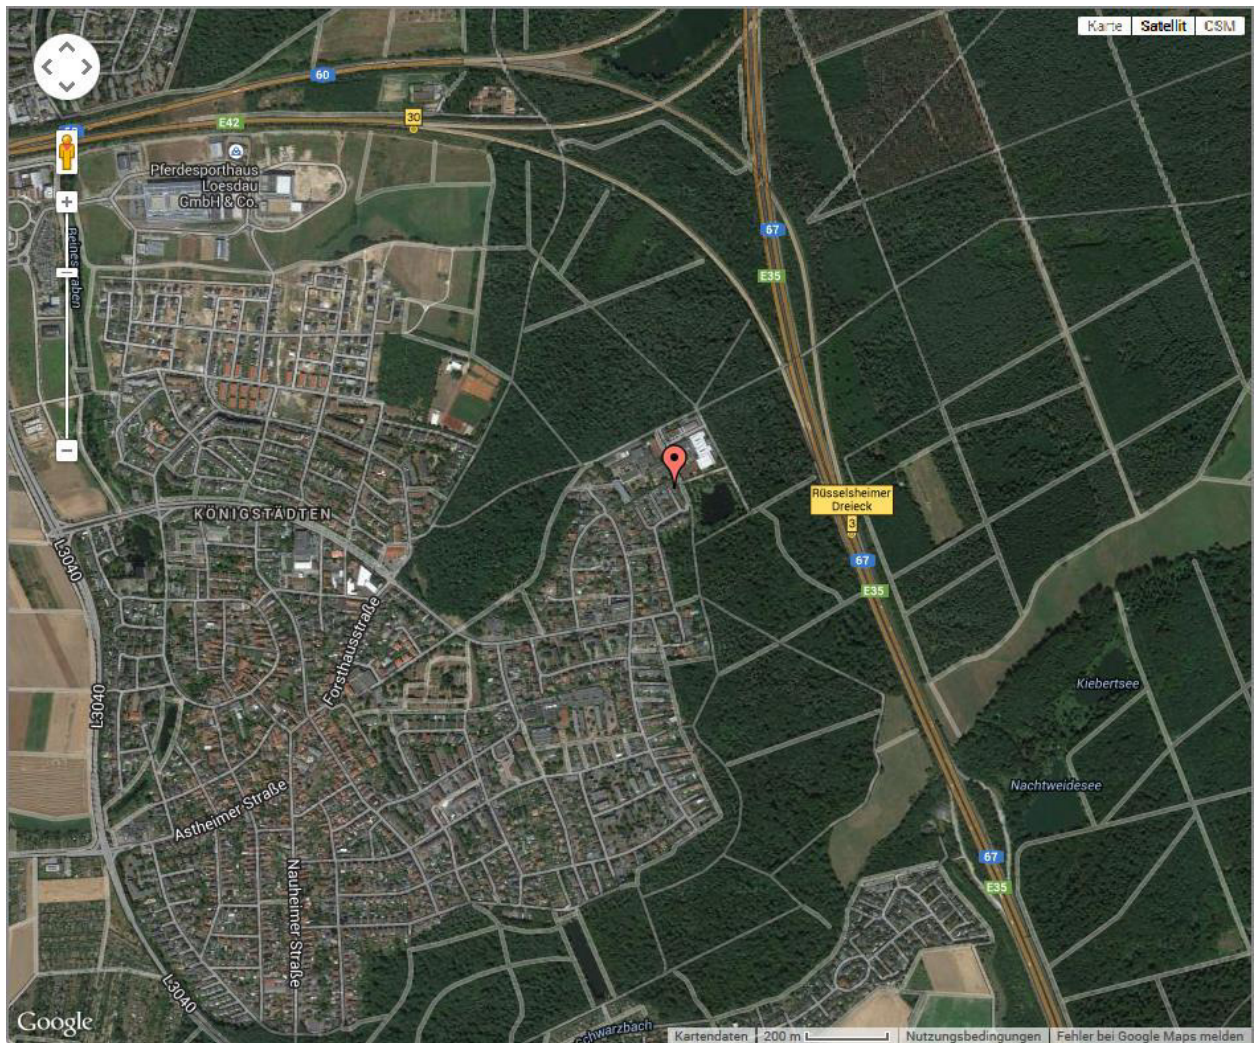 Karte
Satellit
OSM
60
E42
30
Pferdesporthaus
Loesdau
GmbH & Co.
67
E35
KÖNIGSTÄDTEN
Rüsselsheimer
Dreieck
3
67
E35
L3040
Forsthausstraße
L3040
Kiebertsee
Nachtweidesee
Astheimer Straße
Nauheimer Straße
67
E35
L3040
Google
Schwarzbach
Kartendaten
200 m
Nutzungsbedingungen
Fehler bei Google Maps melden